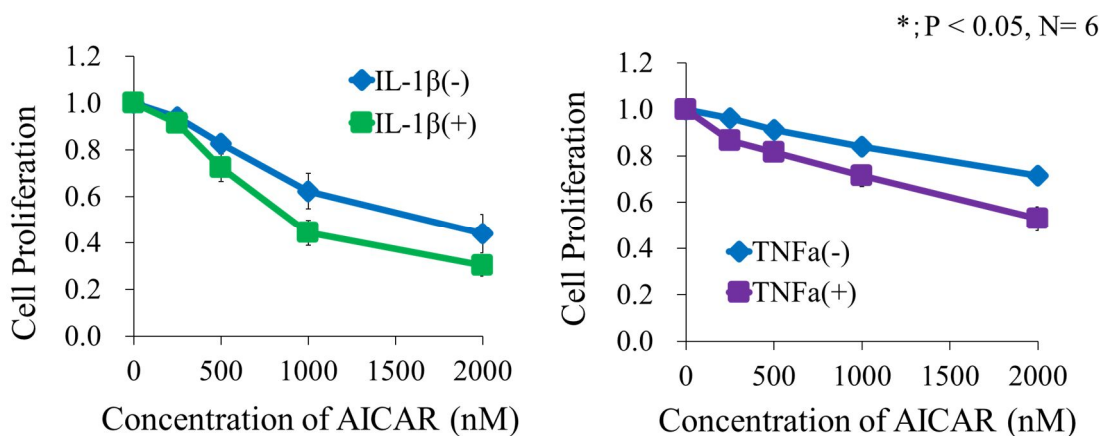 *;P < 0.05, N= 6
Cell Proliferation
1.2
1.0
0.8
0.6
0.4
0.2
0.0
IL-1β(-)
IL-1β(+)
0 500 1000 1500 2000
Concentration of AICAR (nM)
Cell Proliferation
1.2
1.0
0.8
0.6
0.4
0.2
0.0
TNFa(-)
TNFa(+)
0 500 1000 1500 2000
Concentration of AICAR (nM)